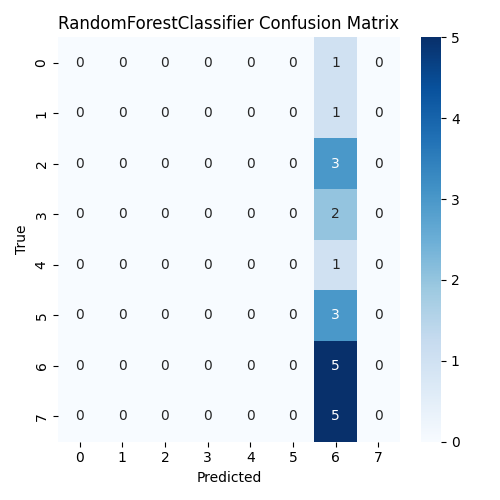 RandomForestClassifier Confusion Matrix
0 0 0 0 0 0 0 1 0
1 0 0 0 0 0 0 1 0
2 0 0 0 0 0 0 3 0
3 0 0 0 0 0 0 2 0
4 0 0 0 0 0 0 1 0
5 0 0 0 0 0 0 3 0
6 0 0 0 0 0 0 5 0
7 0 0 0 0 0 0 5 0
0 1 2 3 4 5 6 7
True
Predicted
5
4
3
2
1
0